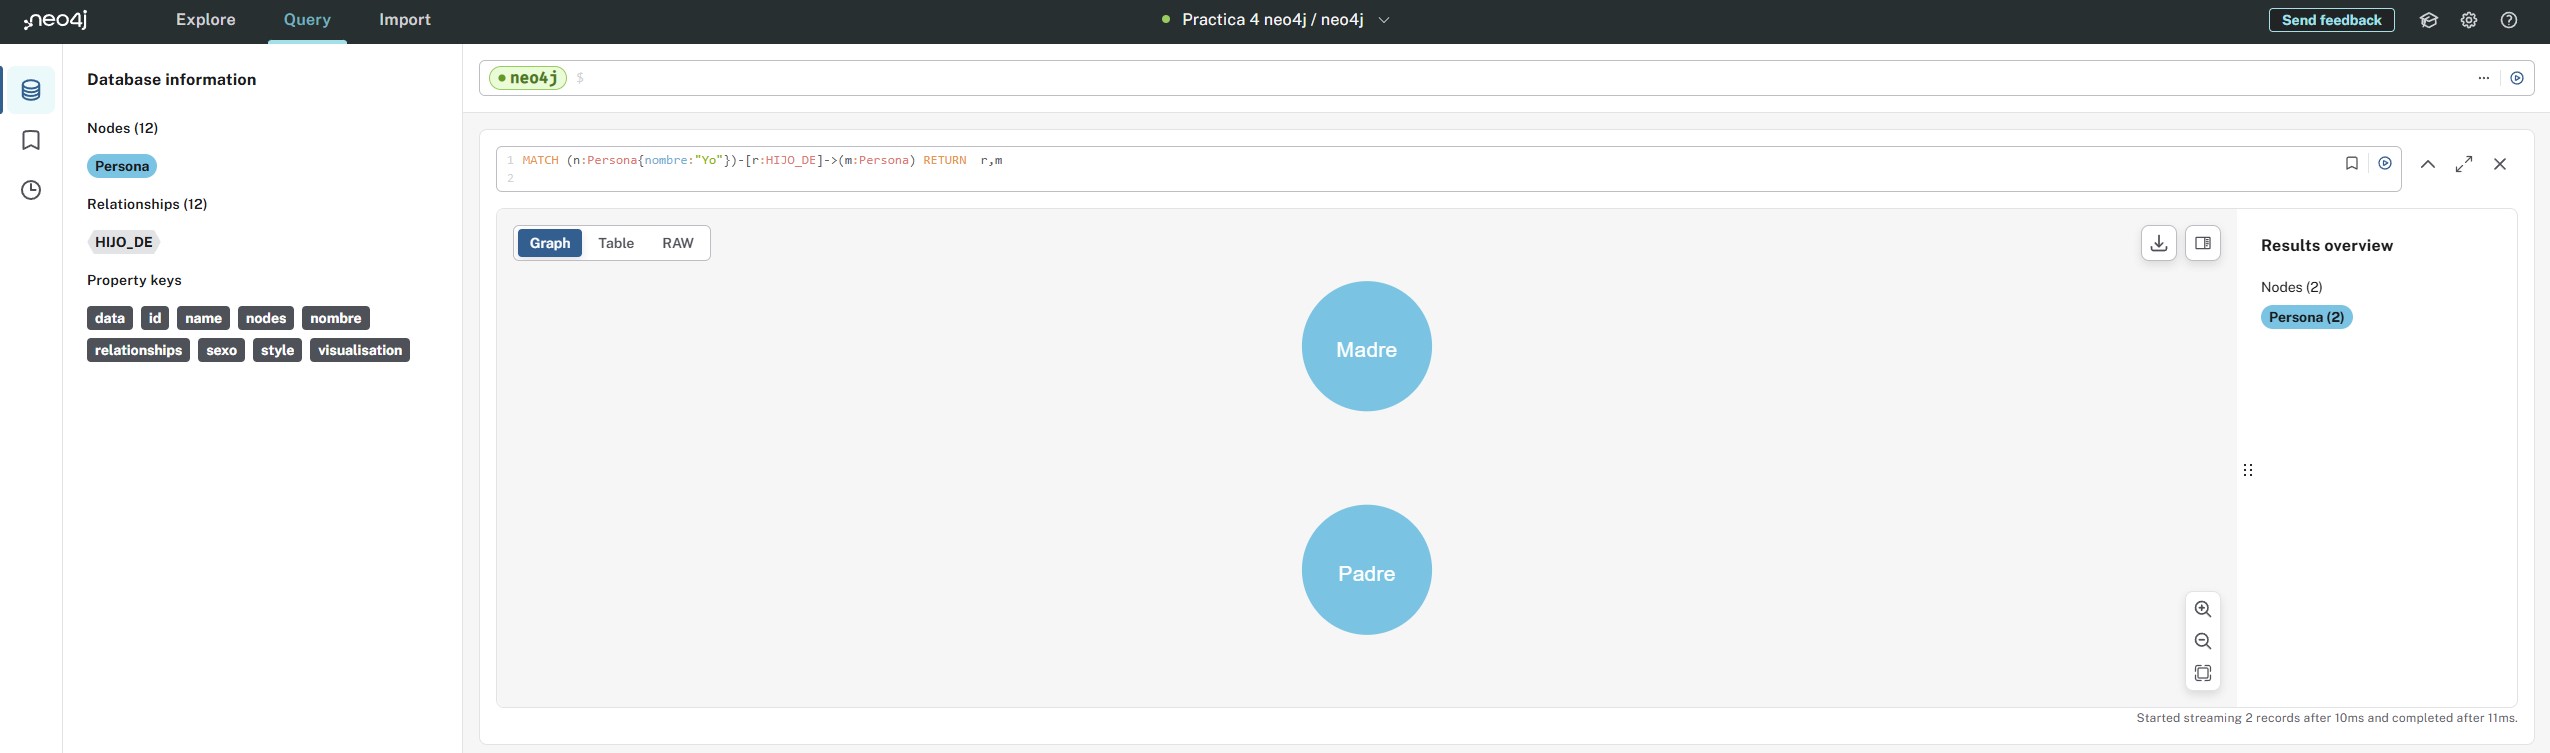 neo4j Explore Query Import Practica 4 neo4j / neo4j Send feedback
Database information
Nodes (12)
Persona
Relationships (12)
HIJO_DE
Property keys
data id name nodes nombre
relationships sexo style visualisation
neo4j $
1 MATCH (n:Persona{nombre:"Yo"})-[r:HIJO_DE]->(m:Persona) RETURN  r,m
2
Graph Table RAW
Madre
Padre
Results overview
Nodes (2)
Persona (2)
Started streaming 2 records after 10ms and completed after 11ms.